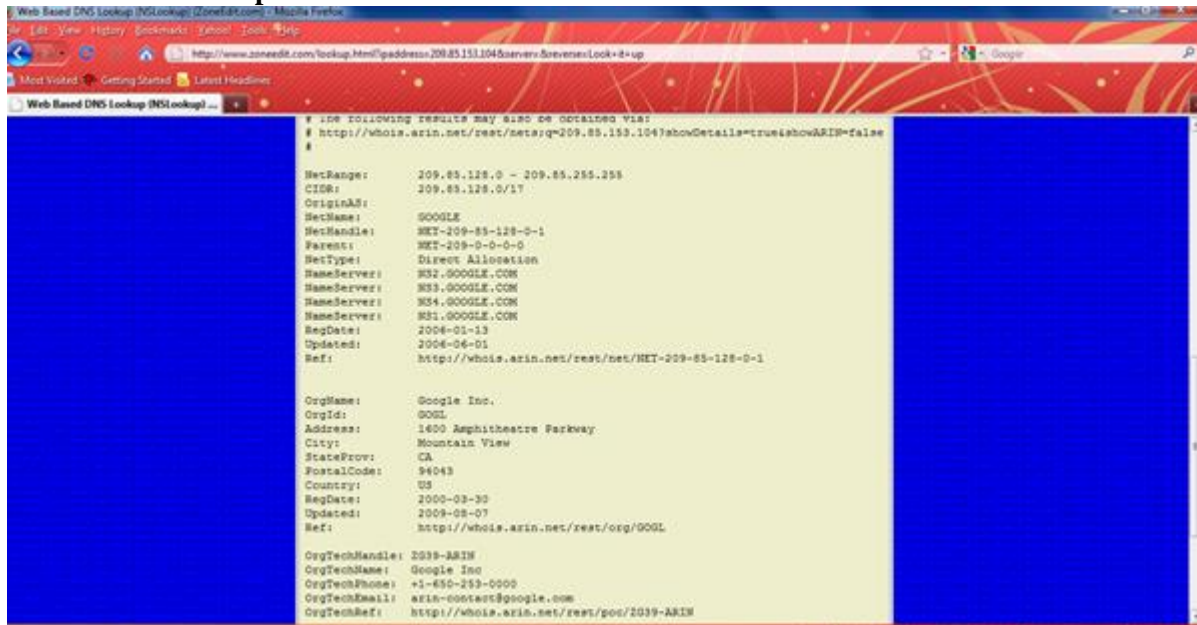 Web Based DNS Lookup (NSLookup) (ZoneEdit.com) - Mozilla Firefox
Edit View History Bookmarks Yahoo! Tools Help
http://www.zoneedit.com/lookup.html?ipaddress=209.85.153.104&server=&reverse=Look+it+up
Google
Most Visited Getting Started Latest Headlines
Web Based DNS Lookup (NSLookup) ...
# The following results may also be obtained via:
# http://whois.arin.net/rest/nets;q=209.85.153.104?showDetails=true&showARIN=false
#
NetRange: 209.85.128.0 - 209.85.255.255
CIDR: 209.85.128.0/17
OriginAS:
NetName: GOOGLE
NetHandle: NET-209-85-128-0-1
Parent: NET-209-0-0-0-0
NetType: Direct Allocation
NameServer: NS2.GOOGLE.COM
NameServer: NS3.GOOGLE.COM
NameServer: NS4.GOOGLE.COM
NameServer: NS1.GOOGLE.COM
RegDate: 2006-01-13
Updated: 2006-06-01
Ref: http://whois.arin.net/rest/net/NET-209-85-128-0-1
OrgName: Google Inc.
OrgId: GOGL
Address: 1600 Amphitheatre Parkway
City: Mountain View
StateProv: CA
PostalCode: 94043
Country: US
RegDate: 2000-03-30
Updated: 2009-08-07
Ref: http://whois.arin.net/rest/org/GOGL
OrgTechHandle: ZG39-ARIN
OrgTechName: Google Inc
OrgTechPhone: +1-650-253-0000
OrgTechEmail: arin-contact@google.com
OrgTechRef: http://whois.arin.net/rest/poc/ZG39-ARIN